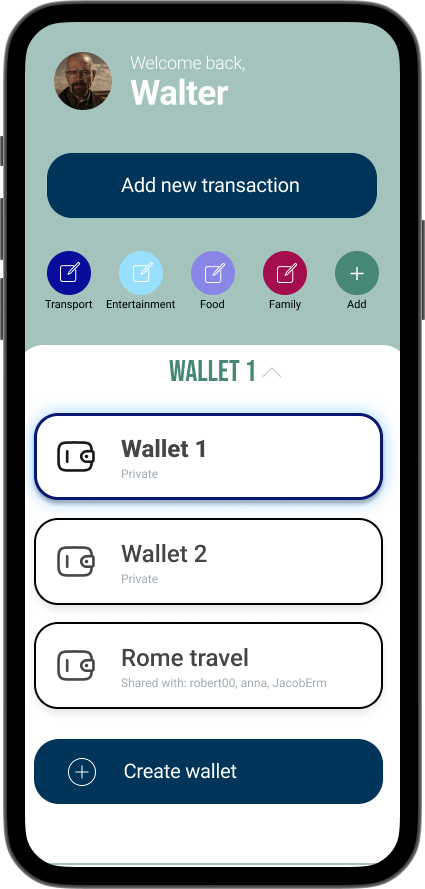 Welcome back,
Walter
Add new transaction
Transport
Entertainment
Food
Family
Add
WALLET 1
Wallet 1
Private
Wallet 2
Private
Rome travel
Shared with: robert00, anna, JacobErm
Create wallet